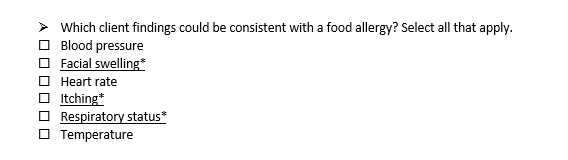 ➢ Which client findings could be consistent with a food allergy? Select all that apply.
☐ Blood pressure
☐ Facial swelling*
☐ Heart rate
☐ Itching*
☐ Respiratory status*
☐ Temperature